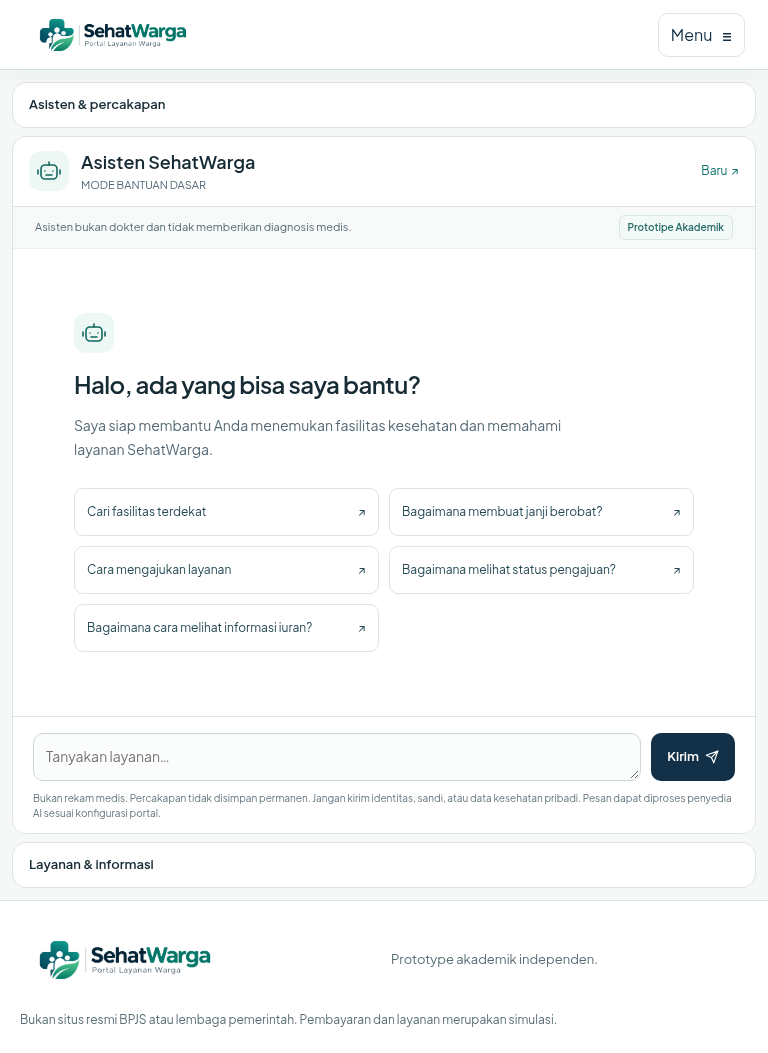 SehatWarga
Portal Layanan Warga
Menu
Asisten & percakapan
Asisten SehatWarga
MODE BANTUAN DASAR
Baru
Asisten bukan dokter dan tidak memberikan diagnosis medis.
Prototipe Akademik
Halo, ada yang bisa saya bantu?
Saya siap membantu Anda menemukan fasilitas kesehatan dan memahami
layanan SehatWarga.
Cari fasilitas terdekat
Bagaimana membuat janji berobat?
Cara mengajukan layanan
Bagaimana melihat status pengajuan?
Bagaimana cara melihat informasi iuran?
Tanyakan layanan...
Kirim
Bukan rekam medis. Percakapan tidak disimpan permanen. Jangan kirim identitas, sandi, atau data kesehatan pribadi. Pesan dapat diproses penyedia
AI sesuai konfigurasi portal.
Layanan & informasi
SehatWarga
Portal Layanan Warga
Prototype akademik independen.
Bukan situs resmi BPJS atau lembaga pemerintah. Pembayaran dan layanan merupakan simulasi.